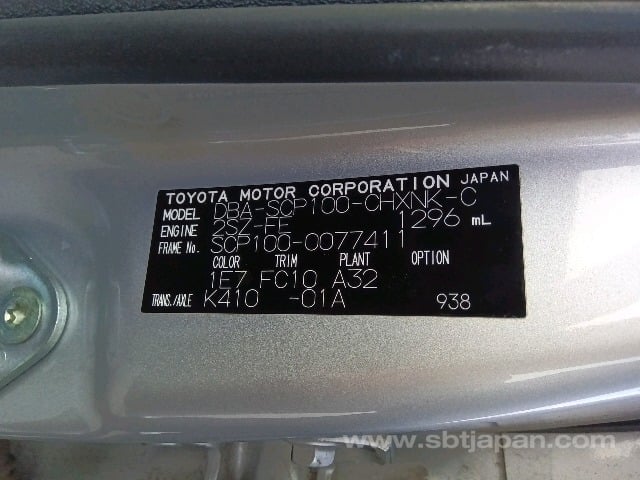 TOYOTA MOTOR CORPORATION JAPAN
MODEL DBA-SCP100-CHXNK-C
ENGINE 2SZ-FE 1296 mL
FRAME No. SCP100-0077411
COLOR TRIM PLANT OPTION
1E7 FC10 A32
TRANS./AXLE K410 -01A 938
www.sbtjapan.com